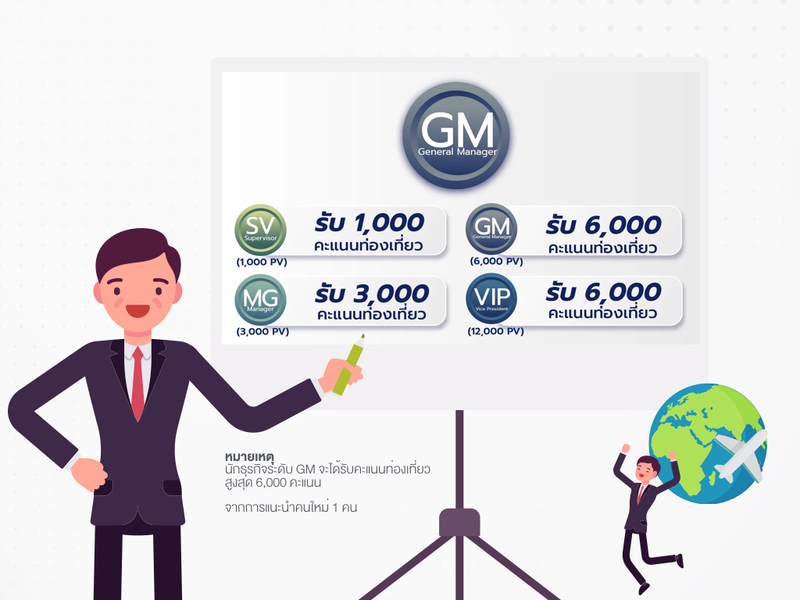 GM
General Manager
SV
Supervisor
(1,000 PV)
รับ 1,000
คะแนนท่องเที่ยว
GM
General Manager
(6,000 PV)
รับ 6,000
คะแนนท่องเที่ยว
MG
Manager
(3,000 PV)
รับ 3,000
คะแนนท่องเที่ยว
VIP
Vice President
(12,000 PV)
รับ 6,000
คะแนนท่องเที่ยว
หมายเหตุ
นักธุรกิจระดับ GM จะได้รับคะแนนท่องเที่ยว
สูงสุด 6,000 คะแนน
จากการแนะนำคนใหม่ 1 คน